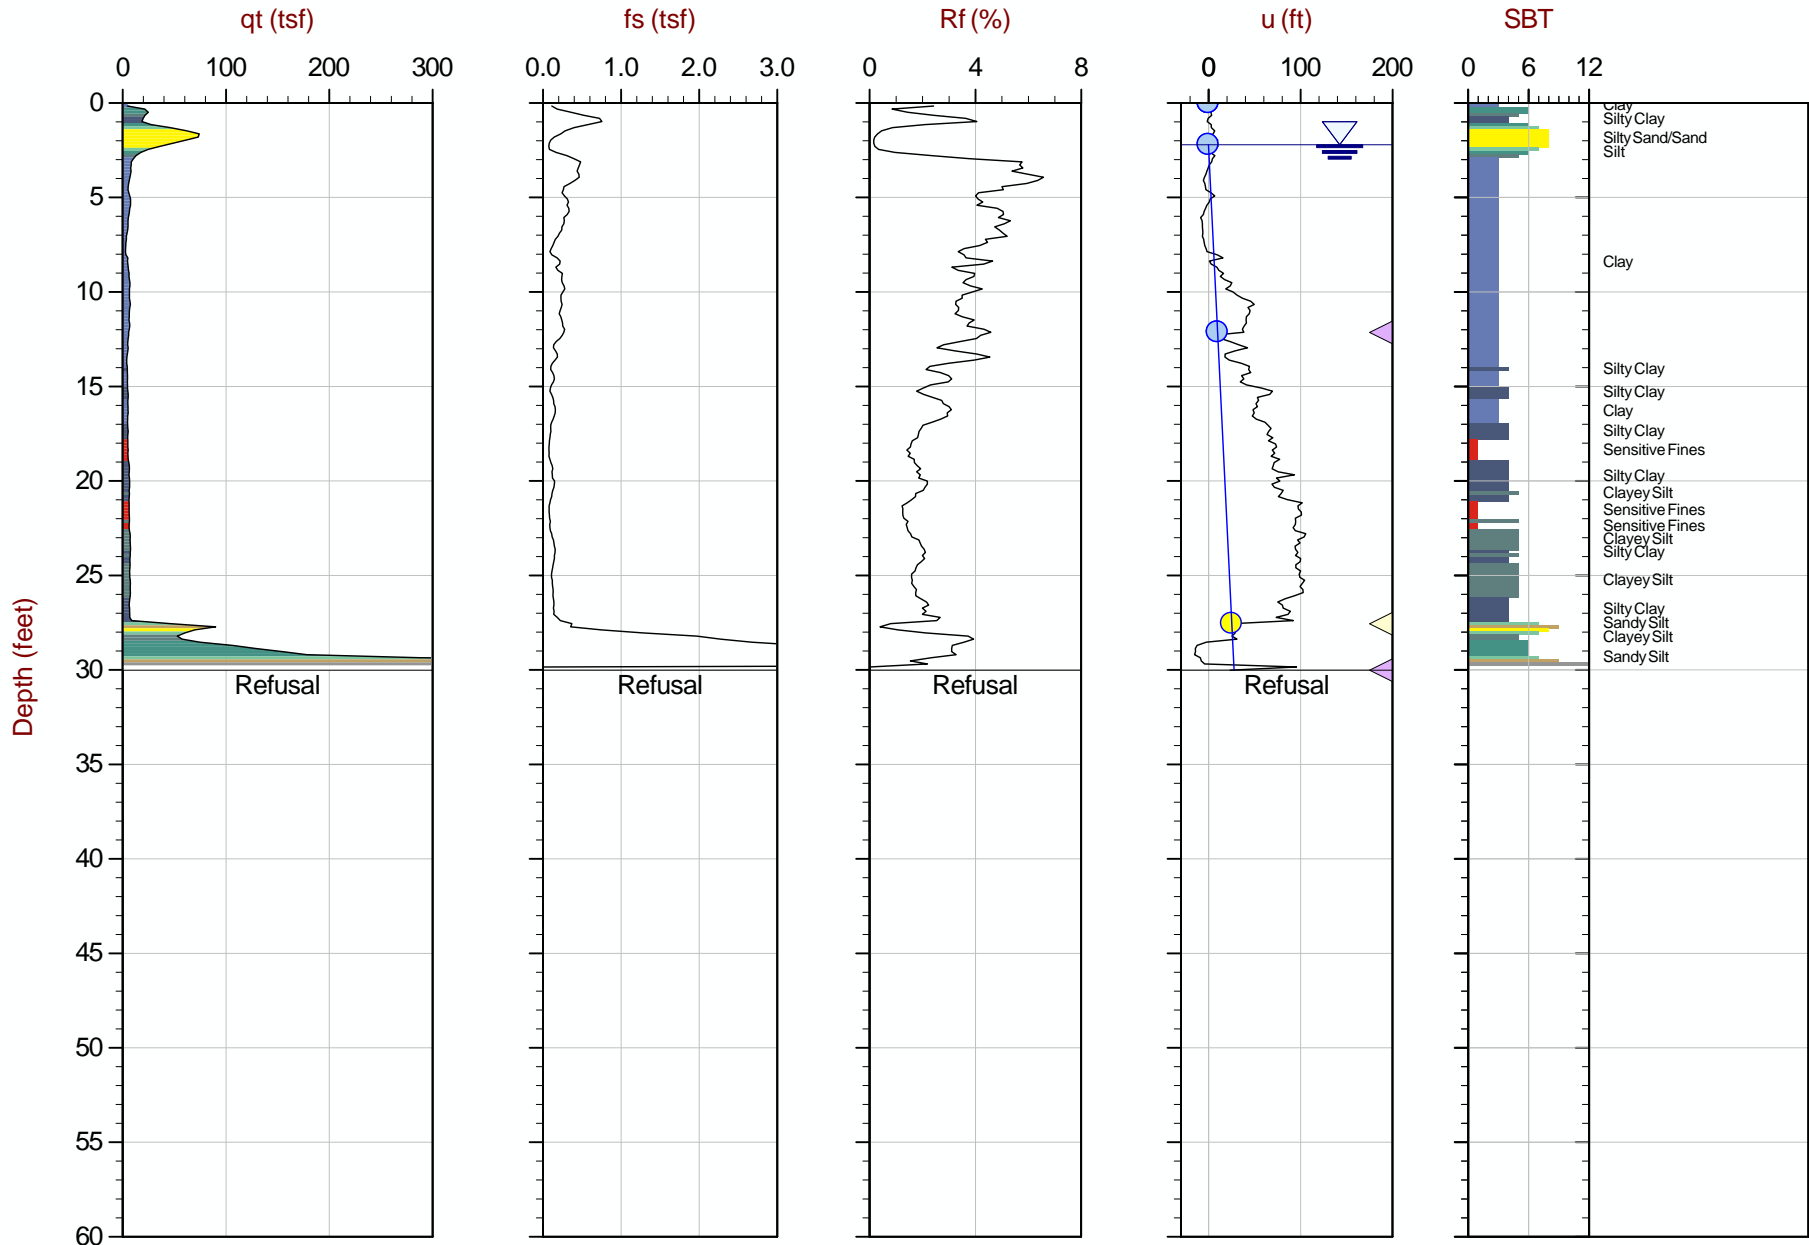 qt (tsf) fs (tsf) Rf (%) u (ft) SBT
0 100 200 300 0.0 1.0 2.0 3.0 0 4 8 0 100 200 0 6 12
0
Clay
Silty Clay
Silty Sand/Sand
Silt
5
Clay
10
Silty Clay
15
Silty Clay
Clay
Silty Clay
Sensitive Fines
Silty Clay
20
Clayey Silt
Sensitive Fines
Sensitive Fines
Clayey Silt
Silty Clay
25
Clayey Silt
Silty Clay
Sandy Silt
Clayey Silt
Sandy Silt
30
Refusal Refusal Refusal Refusal
Depth (feet)
35
40
45
50
55
60